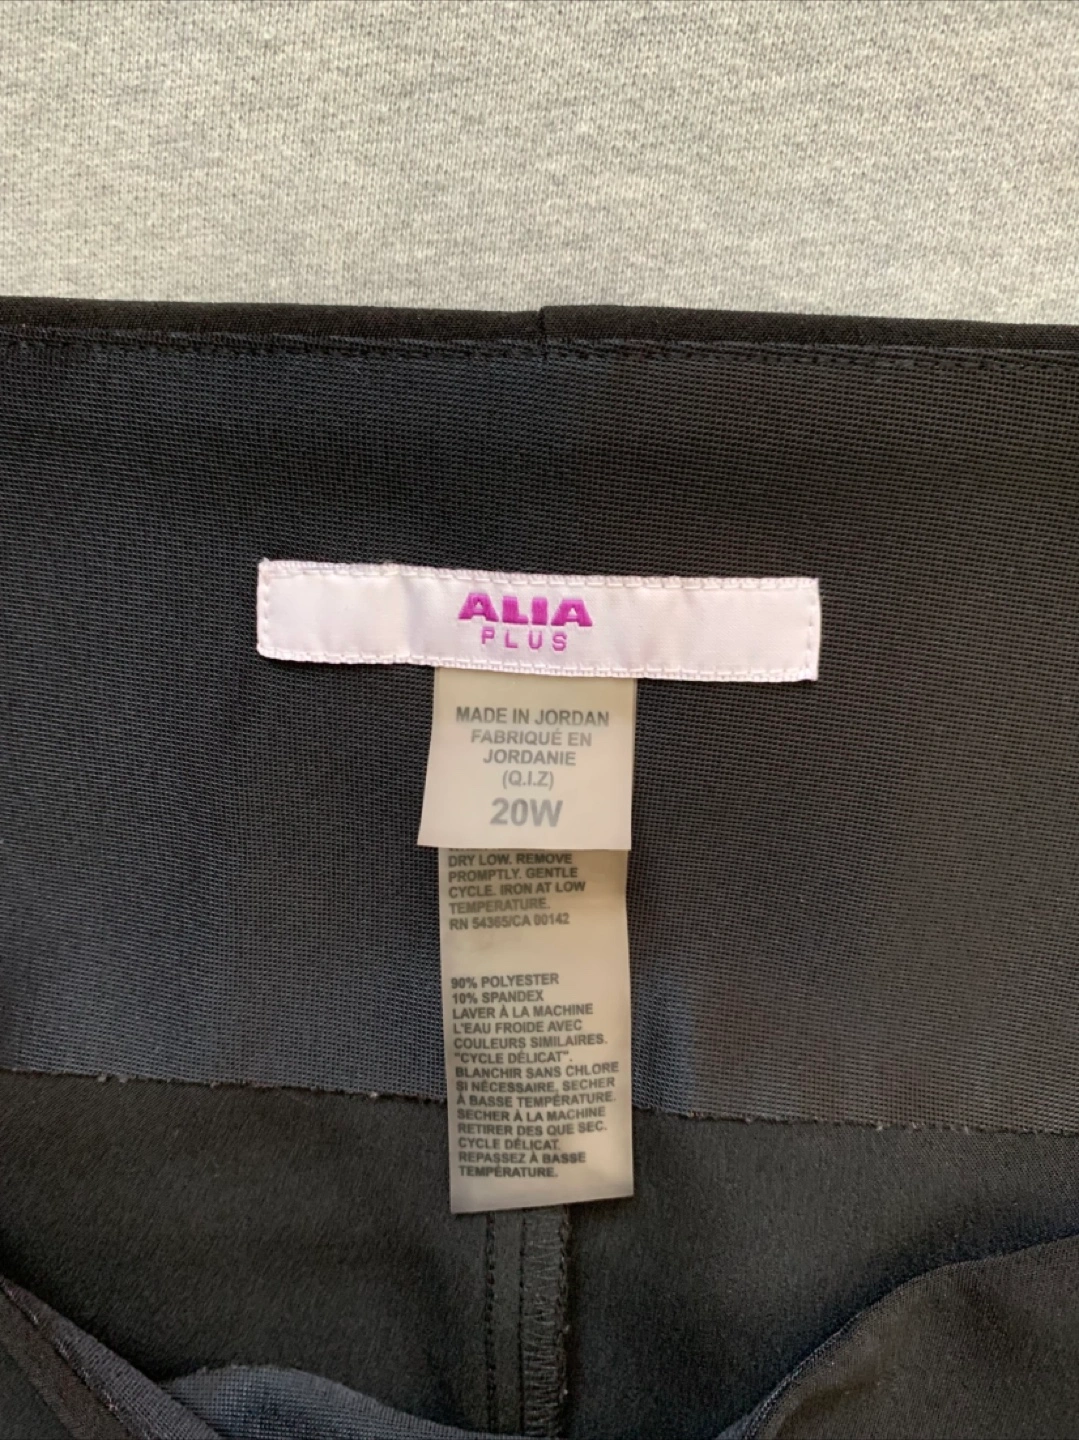 ALIA
PLUS
MADE IN JORDAN
FABRIQUÉ EN
JORDANIE
(Q.I.Z)
20W
DRY LOW. REMOVE
PROMPTLY. GENTLE
CYCLE. IRON AT LOW
TEMPERATURE.
RN 54365/CA 00142
90% POLYESTER
10% SPANDEX
LAVER À LA MACHINE
L'EAU FROIDE AVEC
COULEURS SIMILAIRES.
"CYCLE DÉLICAT".
BLANCHIR SANS CHLORE
SI NÉCESSAIRE, SECHER
À BASSE TEMPÉRATURE.
SECHER À LA MACHINE
RETIRER DES QUE SEC.
CYCLE DÉLICAT.
REPASSEZ À BASSE
TEMPÉRATURE.